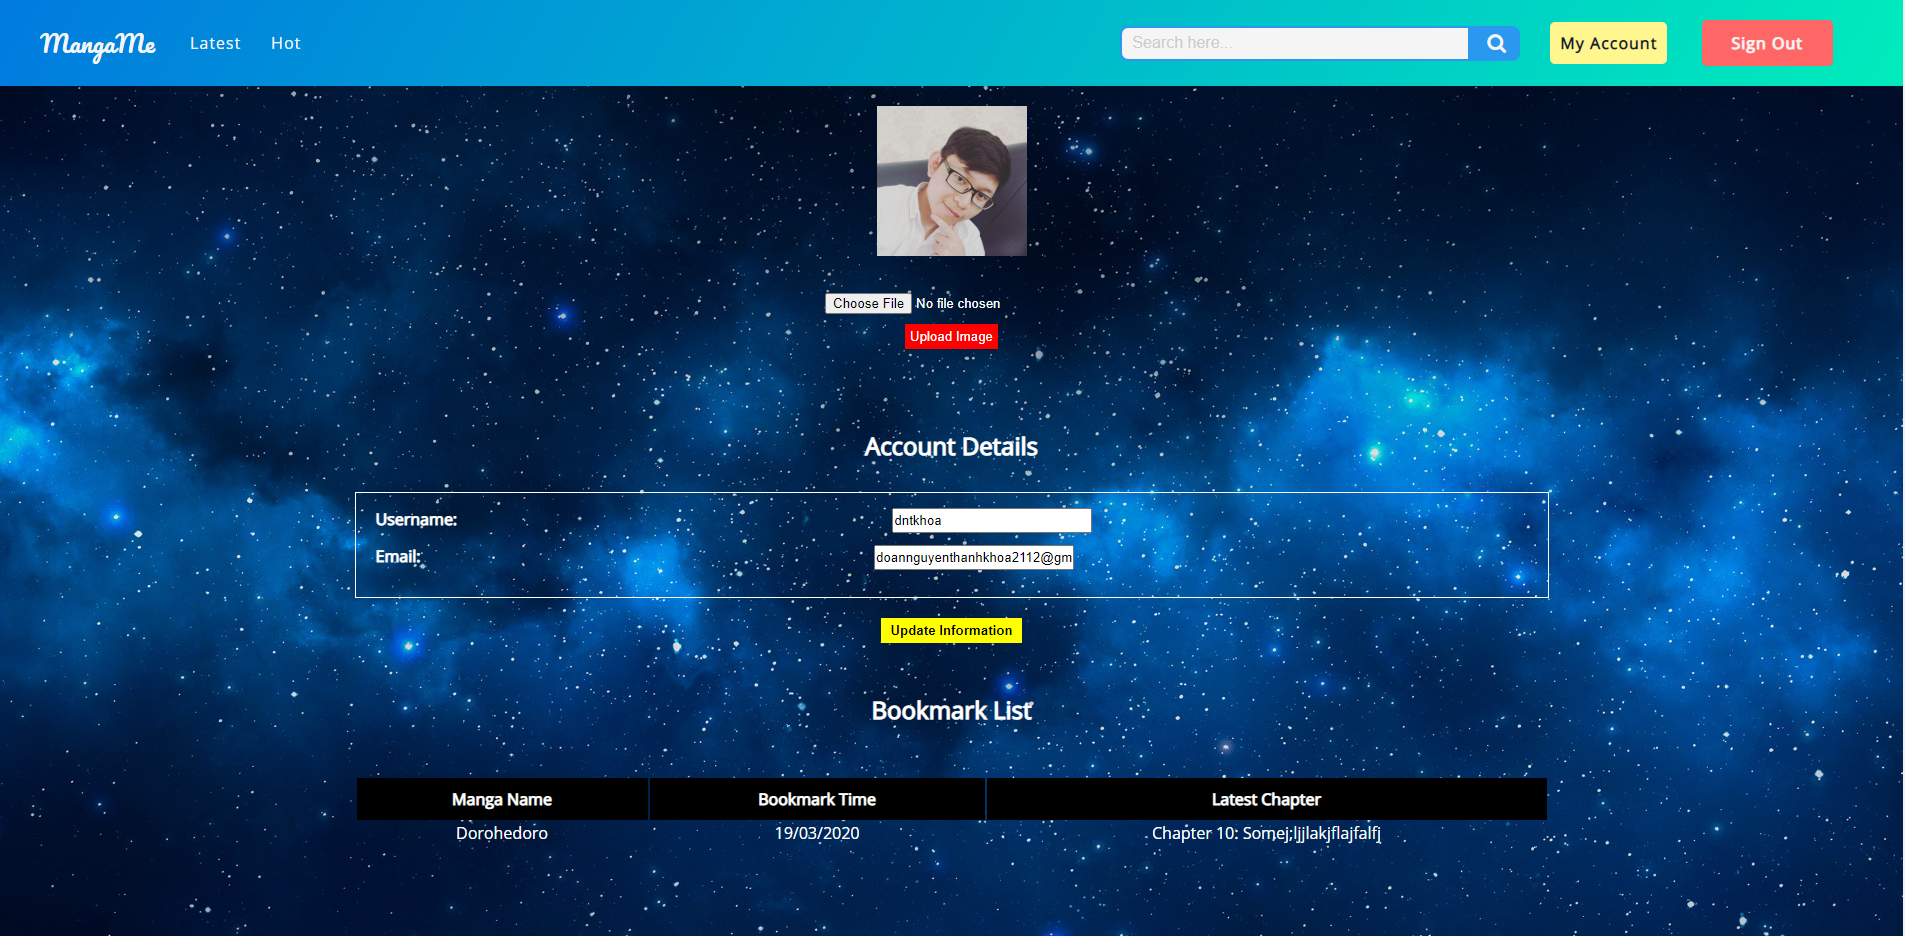 MangaMe Latest Hot Search here... My Account Sign Out
Choose File No file chosen
Upload Image
Account Details
Username: dntkhoa
Email: doannguyenthanhkhoa2112@gm
Update Information
Bookmark List
Manga Name Bookmark Time Latest Chapter
Dorohedoro 19/03/2020 Chapter 10: Somej;ljjlakjflajfalfj